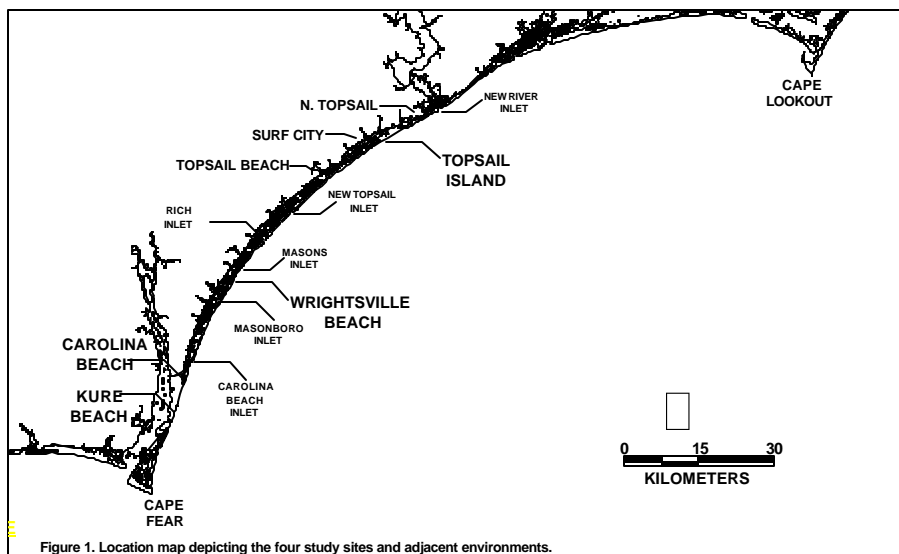 CAPE
LOOKOUT
N. TOPSAIL
NEW RIVER
INLET
SURF CITY
TOPSAIL BEACH
TOPSAIL
ISLAND
NEW TOPSAIL
INLET
RICH
INLET
MASONS
INLET
WRIGHTSVILLE
BEACH
MASONBORO
INLET
CAROLINA
BEACH
CAROLINA
BEACH
INLET
KURE
BEACH
0 15 30
KILOMETERS
CAPE
FEAR
Figure 1. Location map depicting the four study sites and adjacent environments.